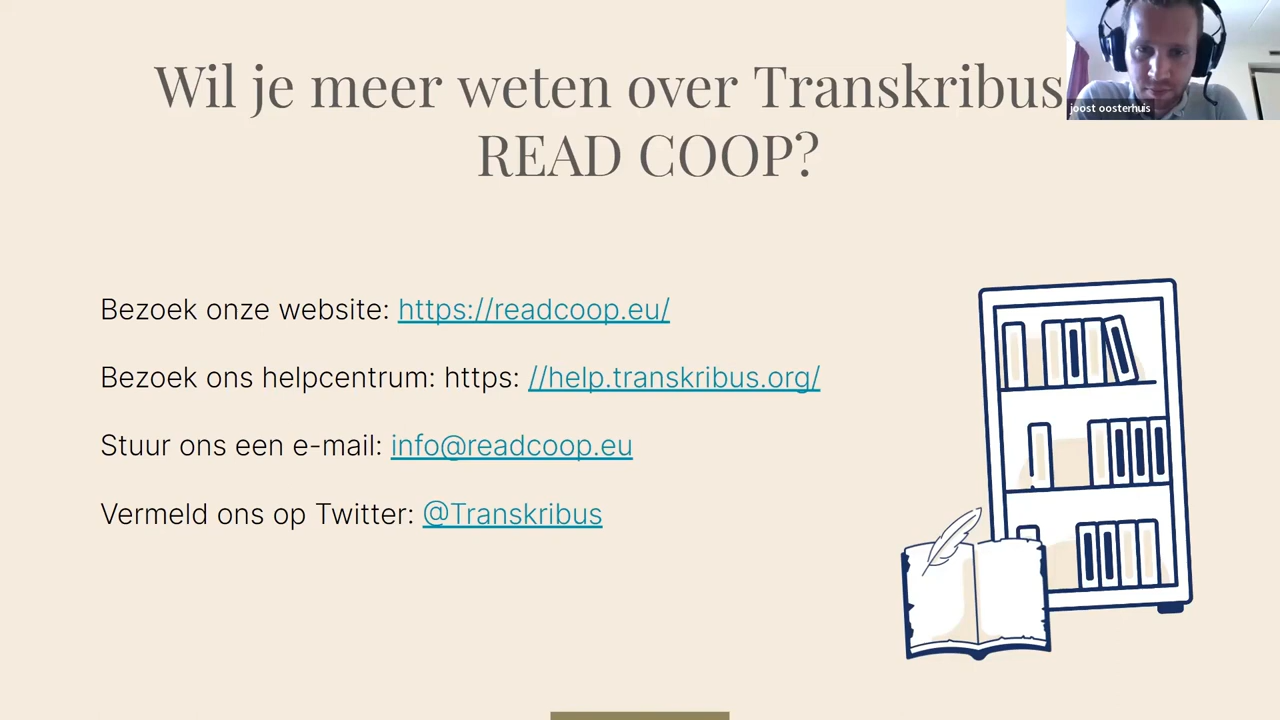 Wil je meer weten over Transkribus
READ COOP?
joost oosterhuis
Bezoek onze website: https://readcoop.eu/
Bezoek ons helpcentrum: https: //help.transkribus.org/
Stuur ons een e-mail: info@readcoop.eu
Vermeld ons op Twitter: @Transkribus